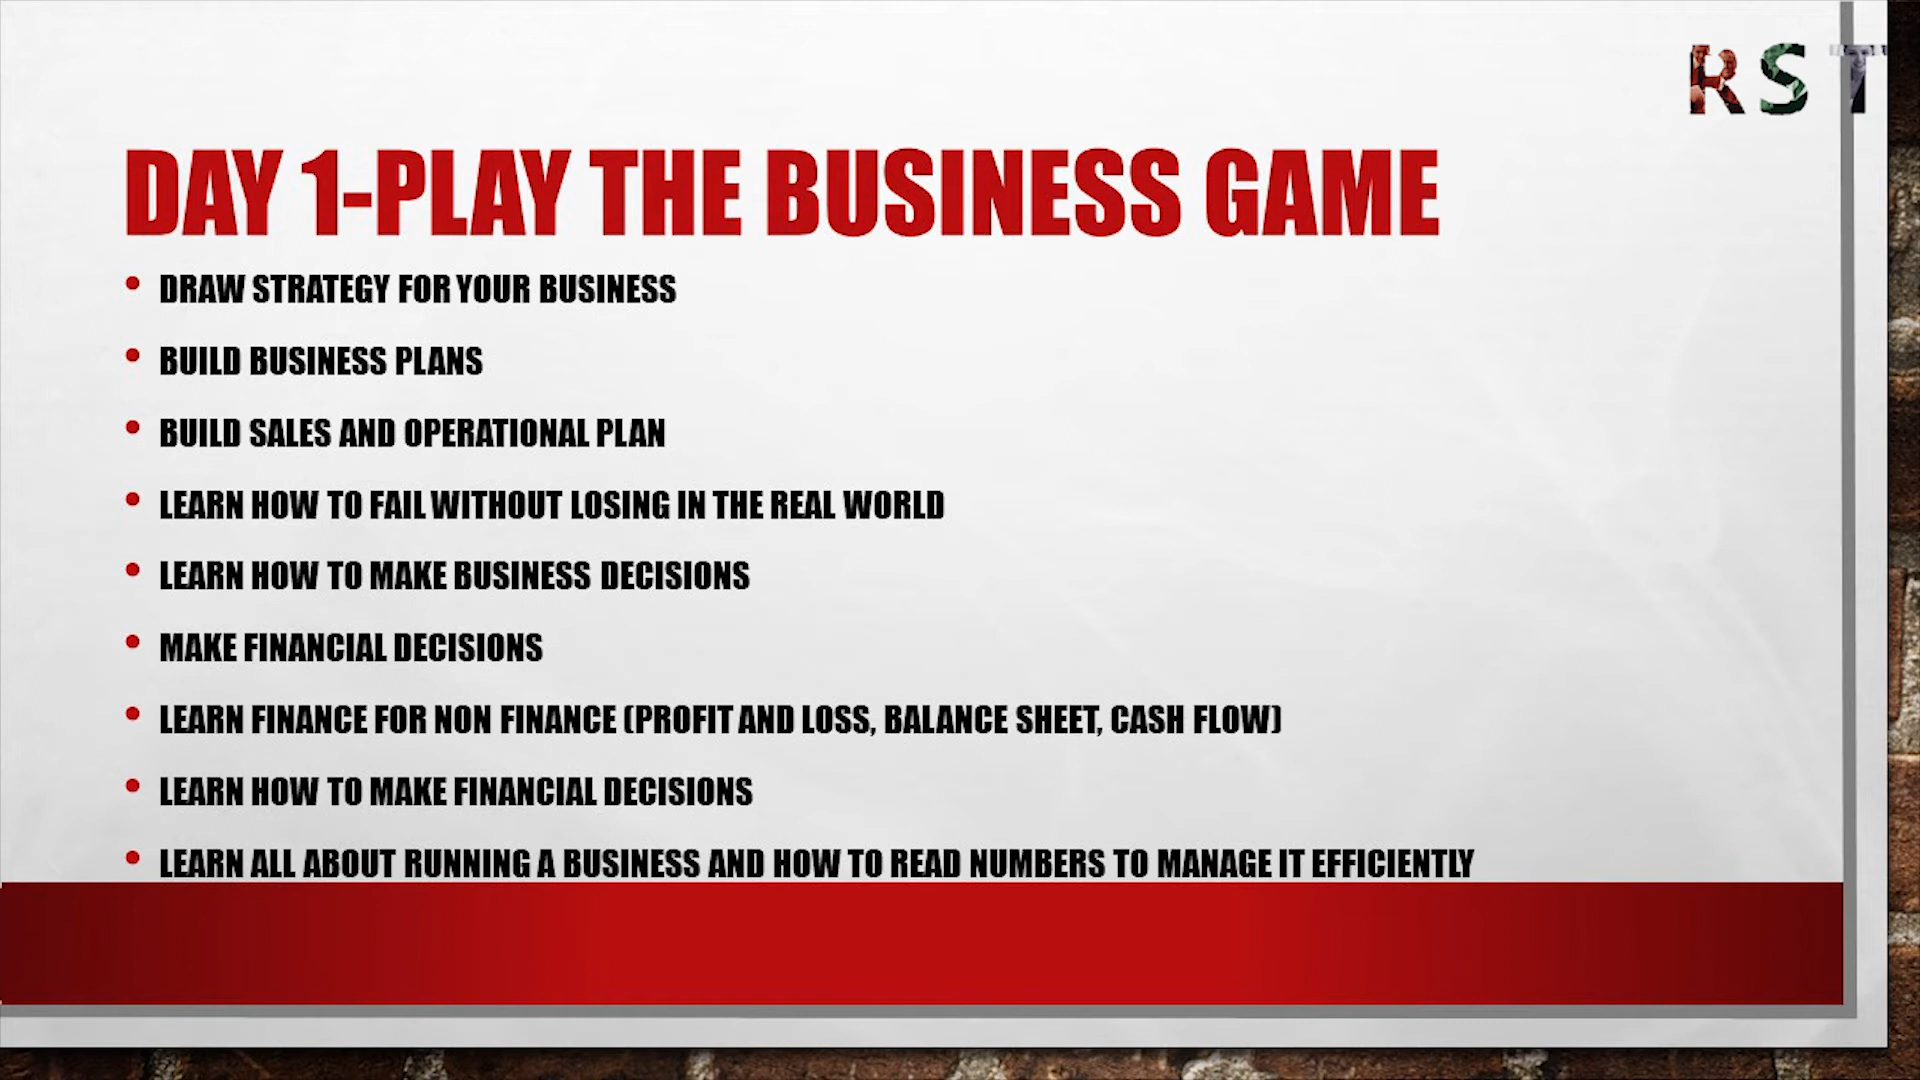 R S T
DAY 1-PLAY THE BUSINESS GAME
• DRAW STRATEGY FOR YOUR BUSINESS
• BUILD BUSINESS PLANS
• BUILD SALES AND OPERATIONAL PLAN
• LEARN HOW TO FAIL WITHOUT LOSING IN THE REAL WORLD
• LEARN HOW TO MAKE BUSINESS DECISIONS
• MAKE FINANCIAL DECISIONS
• LEARN FINANCE FOR NON FINANCE (PROFIT AND LOSS, BALANCE SHEET, CASH FLOW)
• LEARN HOW TO MAKE FINANCIAL DECISIONS
• LEARN ALL ABOUT RUNNING A BUSINESS AND HOW TO READ NUMBERS TO MANAGE IT EFFICIENTLY